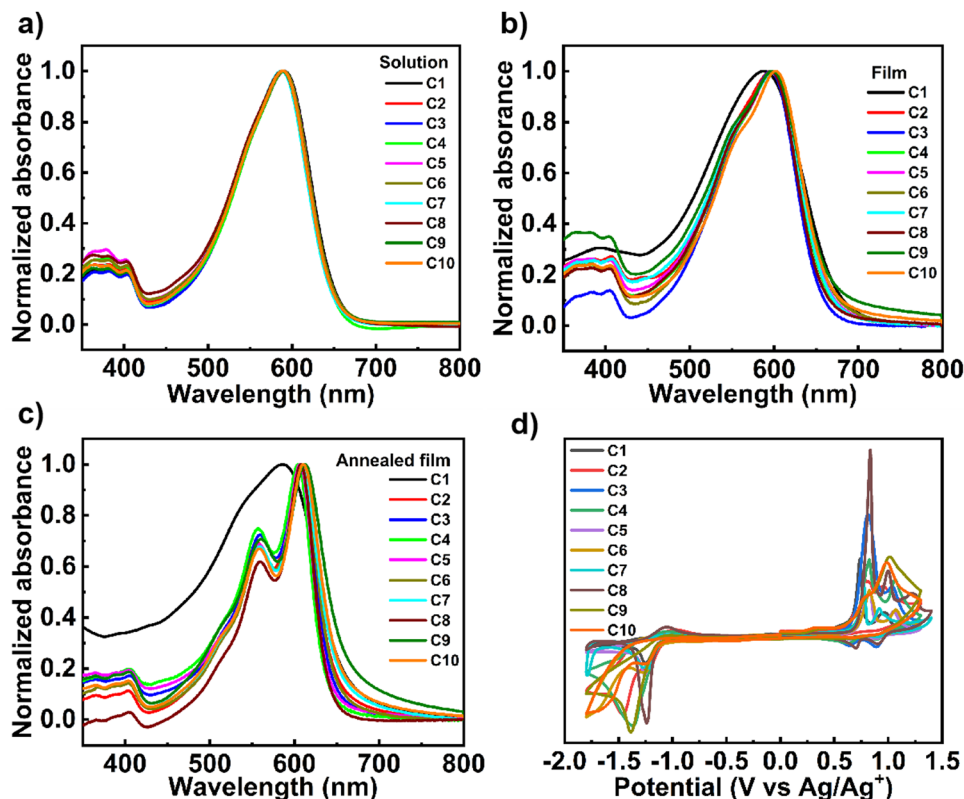 a)
Normalized absorbance
1.0
0.8
0.6
0.4
0.2
0.0
Solution
C1
C2
C3
C4
C5
C6
C7
C8
C9
C10
400 500 600 700 800
Wavelength (nm)
b)
Normalized absorance
1.0
0.8
0.6
0.4
0.2
0.0
Film
C1
C2
C3
C4
C5
C6
C7
C8
C9
C10
400 500 600 700 800
Wavelength (nm)
c)
Normalized absorbance
1.0
0.8
0.6
0.4
0.2
0.0
Annealed film
C1
C2
C3
C4
C5
C6
C7
C8
C9
C10
400 500 600 700 800
Wavelength (nm)
d)
C1
C2
C3
C4
C5
C6
C7
C8
C9
C10
-2.0 -1.5 -1.0 -0.5 0.0 0.5 1.0 1.5
Potential (V vs Ag/Ag⁺)